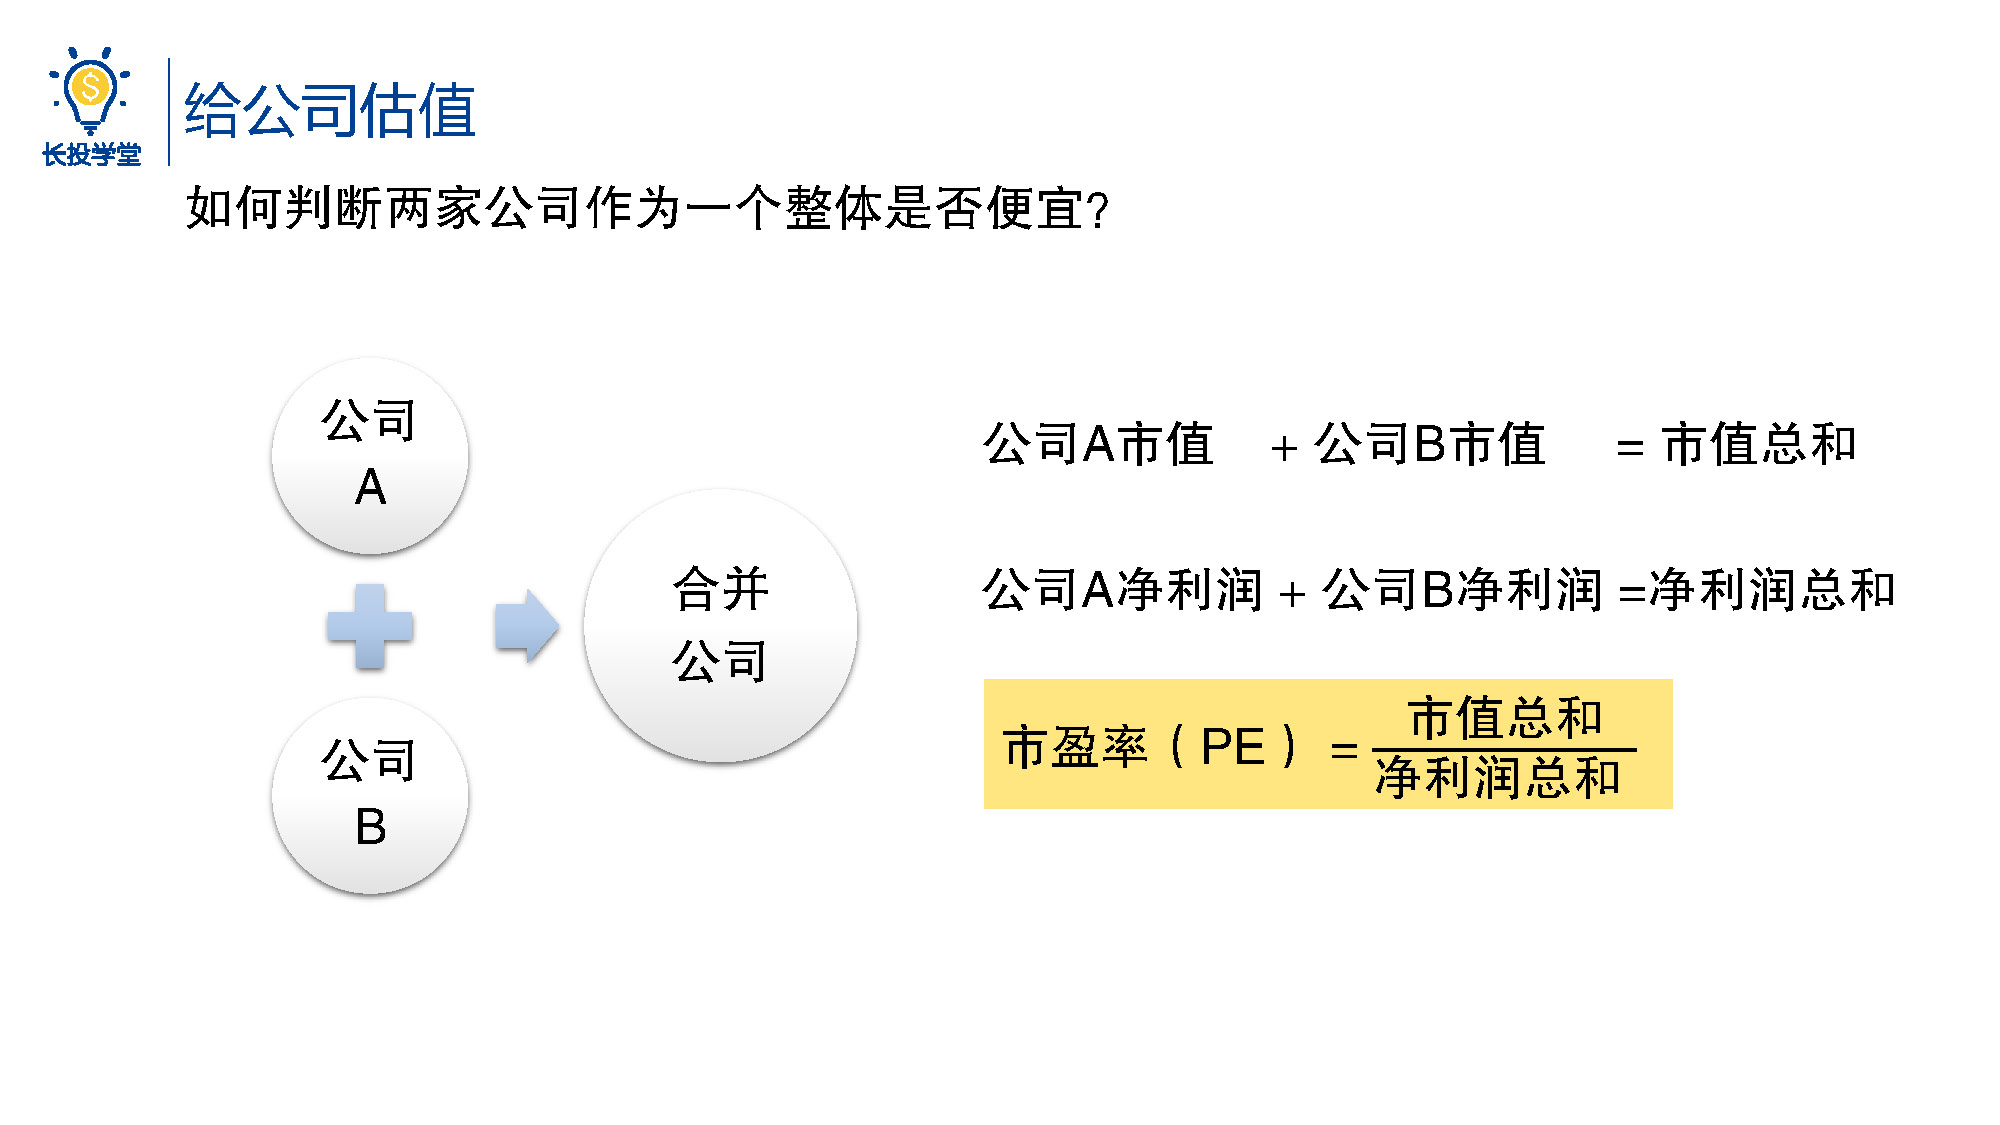 长投学堂
给公司估值
如何判断两家公司作为一个整体是否便宜?
公司
A
公司
B
合并
公司
公司A市值 + 公司B市值 = 市值总和
公司A净利润 + 公司B净利润 =净利润总和
市盈率（PE） = 市值总和
净利润总和